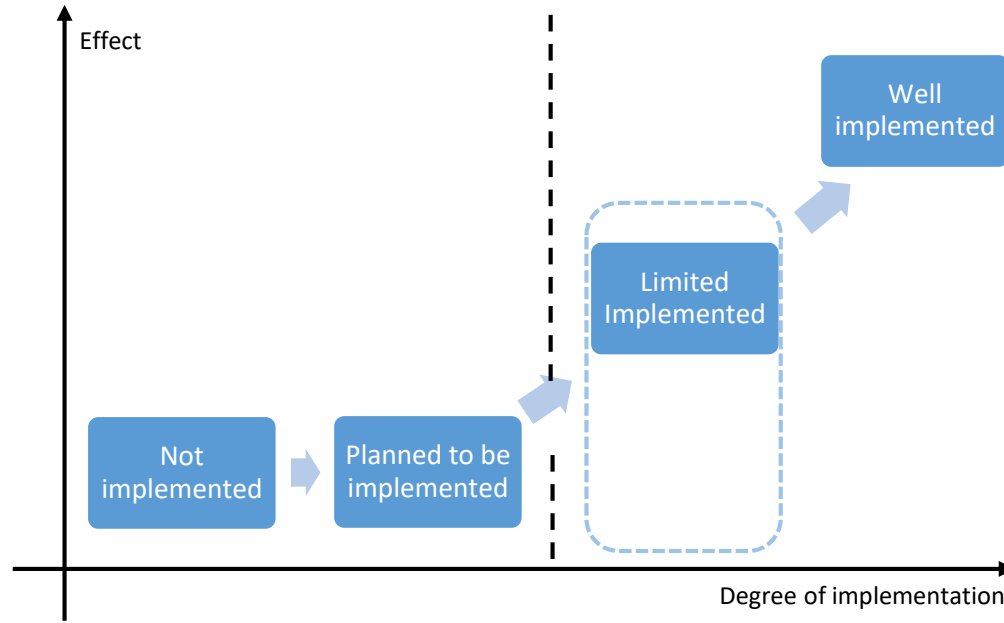 Effect
Well
implemented
Limited
Implemented
Not
implemented
Planned to be
implemented
Degree of implementation